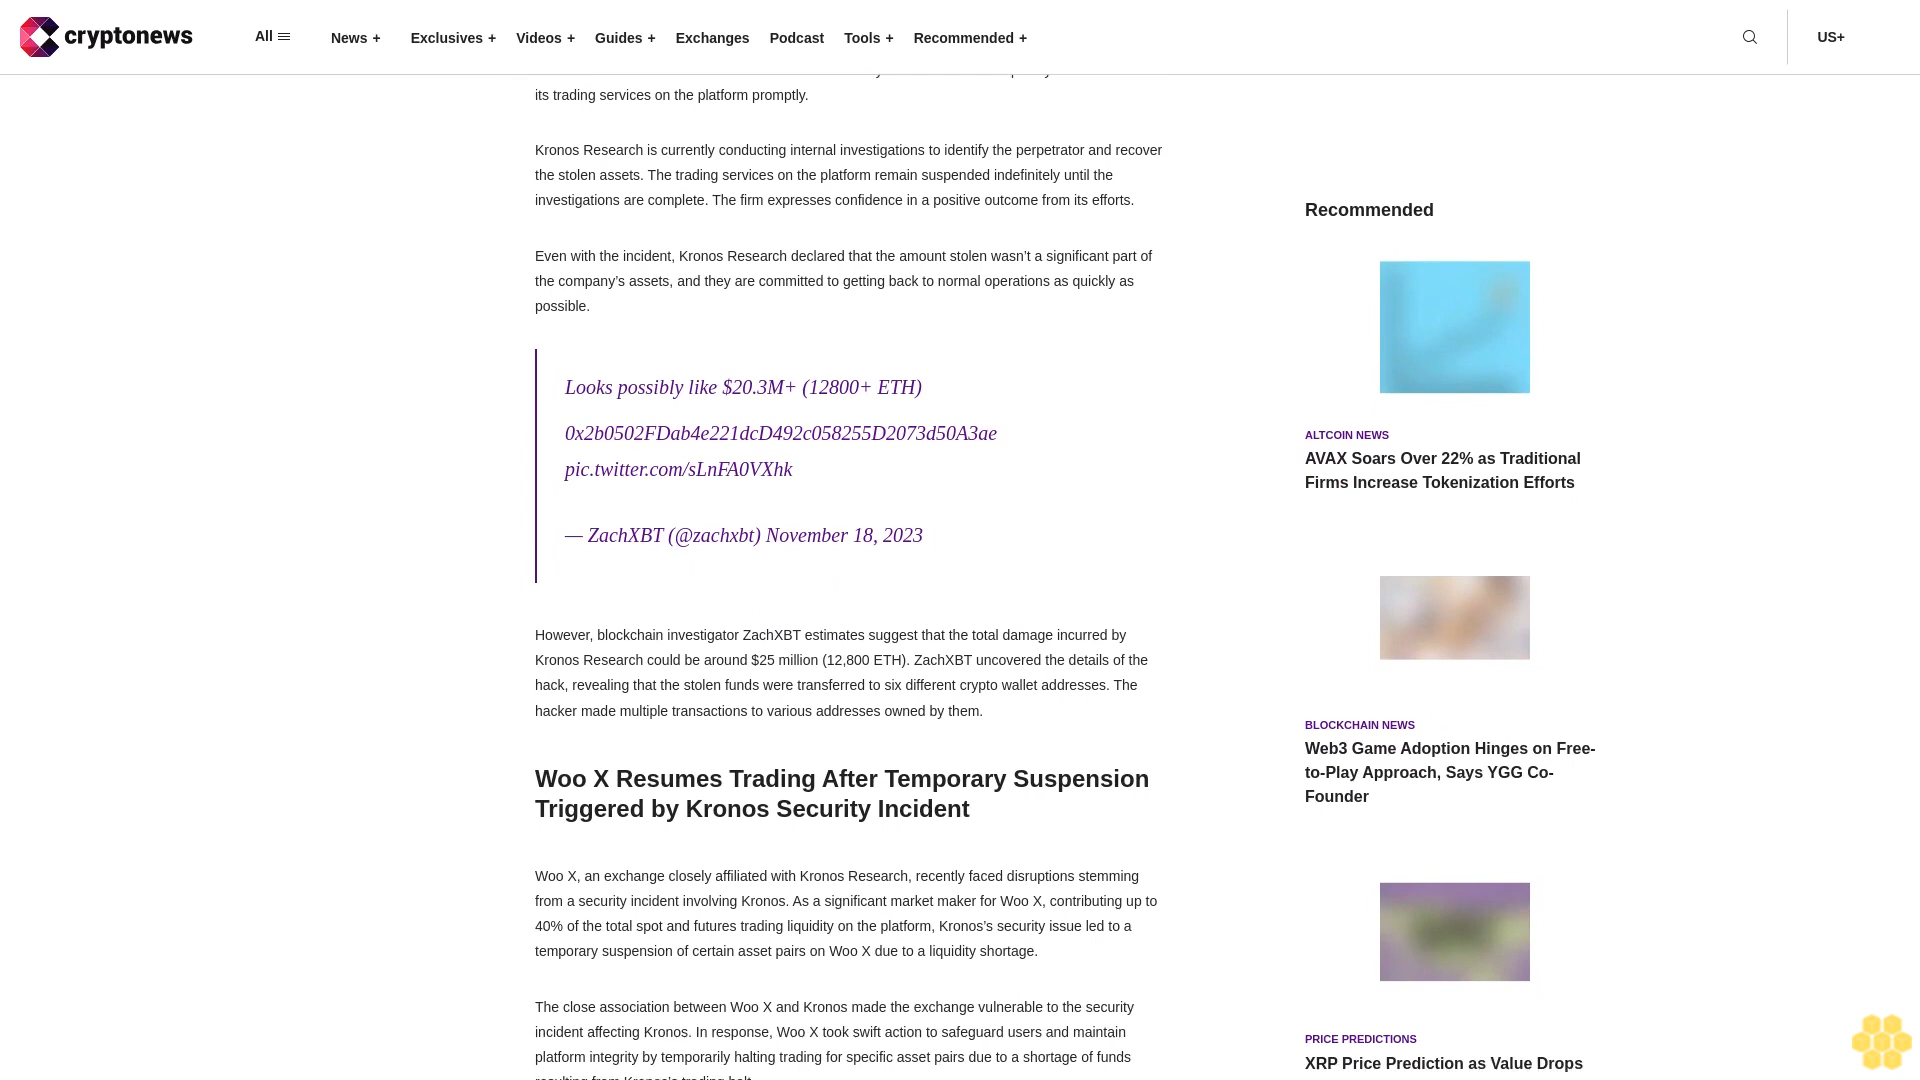 cryptonews
All
News +
Exclusives +
Videos +
Guides +
Exchanges
Podcast
Tools +
Recommended +
US+
its trading services on the platform promptly.
Kronos Research is currently conducting internal investigations to identify the perpetrator and recover
the stolen assets. The trading services on the platform remain suspended indefinitely until the
investigations are complete. The firm expresses confidence in a positive outcome from its efforts.
Even with the incident, Kronos Research declared that the amount stolen wasn’t a significant part of
the company’s assets, and they are committed to getting back to normal operations as quickly as
possible.
Looks possibly like $20.3M+ (12800+ ETH)
0x2b0502FDab4e221dcD492c058255D2073d50A3ae
pic.twitter.com/sLnFA0VXhk
— ZachXBT (@zachxbt) November 18, 2023
However, blockchain investigator ZachXBT estimates suggest that the total damage incurred by
Kronos Research could be around $25 million (12,800 ETH). ZachXBT uncovered the details of the
hack, revealing that the stolen funds were transferred to six different crypto wallet addresses. The
hacker made multiple transactions to various addresses owned by them.
Woo X Resumes Trading After Temporary Suspension
Triggered by Kronos Security Incident
Woo X, an exchange closely affiliated with Kronos Research, recently faced disruptions stemming
from a security incident involving Kronos. As a significant market maker for Woo X, contributing up to
40% of the total spot and futures trading liquidity on the platform, Kronos’s security issue led to a
temporary suspension of certain asset pairs on Woo X due to a liquidity shortage.
The close association between Woo X and Kronos made the exchange vulnerable to the security
incident affecting Kronos. In response, Woo X took swift action to safeguard users and maintain
platform integrity by temporarily halting trading for specific asset pairs due to a shortage of funds
resulting from Kronos’s trading halt.
Recommended
ALTCOIN NEWS
AVAX Soars Over 22% as Traditional
Firms Increase Tokenization Efforts
BLOCKCHAIN NEWS
Web3 Game Adoption Hinges on Free-
to-Play Approach, Says YGG Co-
Founder
PRICE PREDICTIONS
XRP Price Prediction as Value Drops